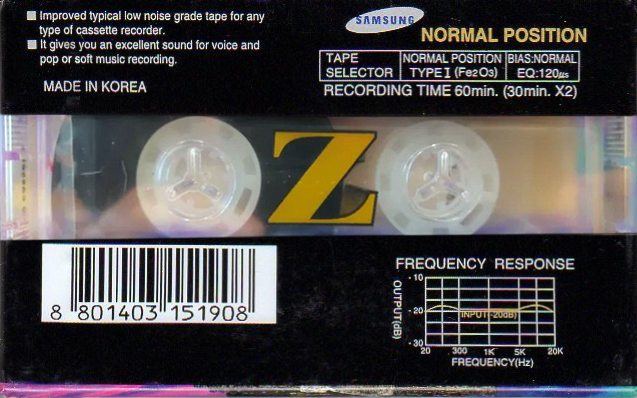 Improved typical low noise grade tape for any
type of cassette recorder.
It gives you an excellent sound for voice and
pop or soft music recording.
MADE IN KOREA
SAMSUNG
NORMAL POSITION
TAPE SELECTOR
NORMAL POSITION TYPE I (Fe2O3)
BIAS:NORMAL EQ:120µs
RECORDING TIME 60min. (30min. X2)
Z
8 801403 151908
FREQUENCY RESPONSE
OUTPUT(dB)
-10
-20
-30
INPUT(-20dB)
20 300 1K 5K 20K
FREQUENCY(Hz)